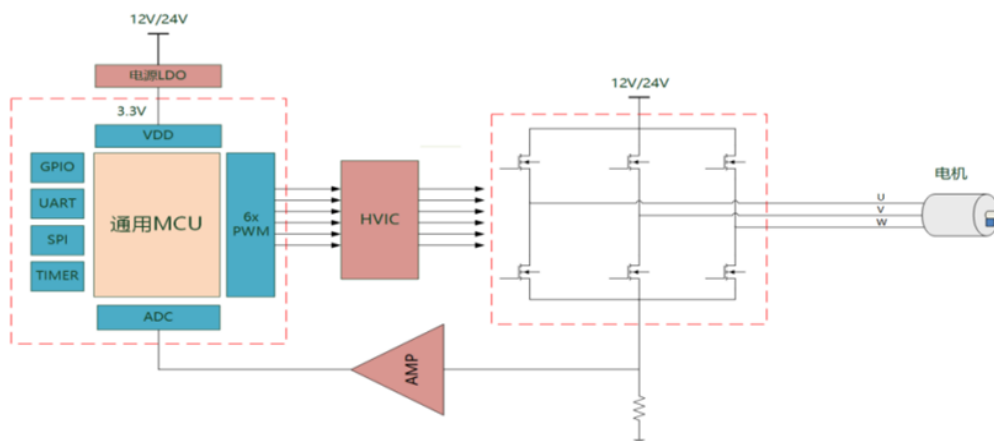 12V/24V
电源LDO
3.3V
VDD
GPIO
UART
SPI
TIMER
通用MCU
6x
PWM
ADC
HVIC
AMP
12V/24V
U
V
W
电机